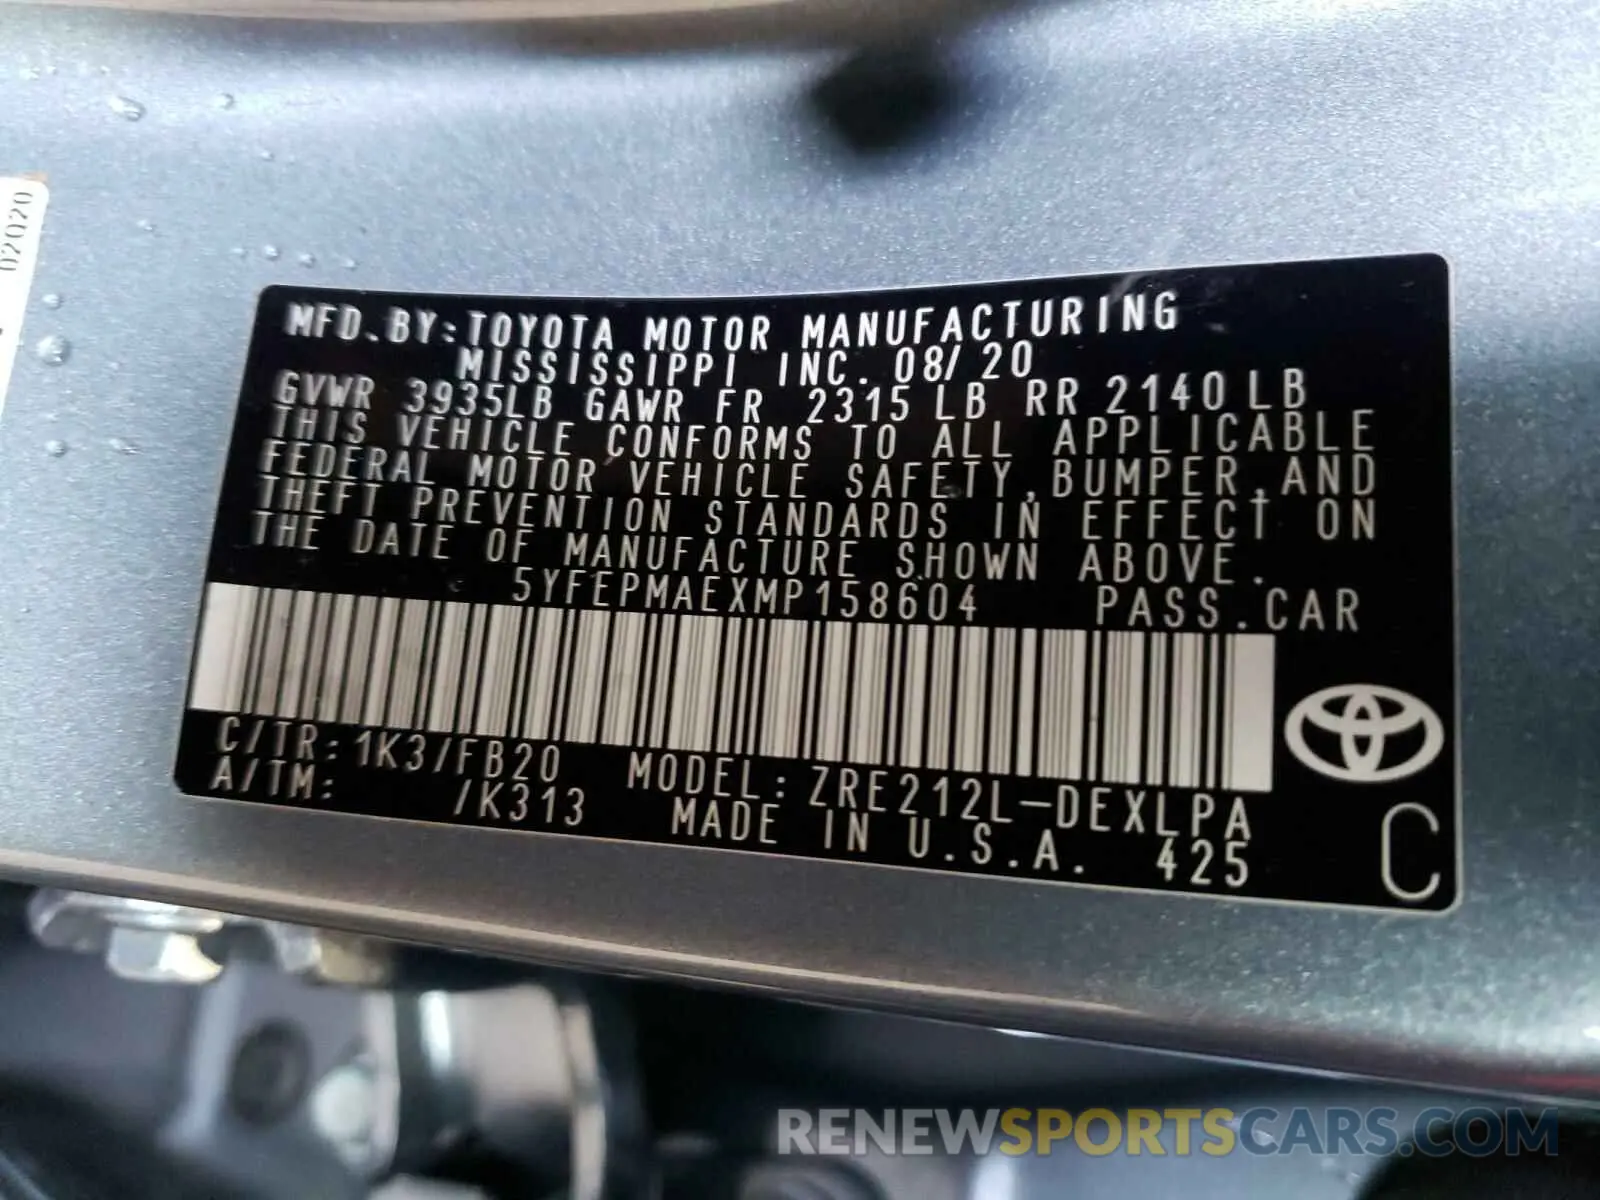 02020
MFD.BY:TOYOTA MOTOR MANUFACTURING
MISSISSIPPI INC. 08/20
GVWR 3935LB GAWR FR 2315 LB RR 2140 LB
THIS VEHICLE CONFORMS TO ALL APPLICABLE
FEDERAL MOTOR VEHICLE SAFETY, BUMPER, AND
THEFT PREVENTION STANDARDS IN EFFECT ON
THE DATE OF MANUFACTURE SHOWN ABOVE.
5YFEPMAEXMP158604 PASS.CAR
C/TR:1K3/FB20 MODEL:ZRE212L-DEXLPA
A/TM: /K313 MADE IN U.S.A. 425
C
RENEWSPORTSCARS.COM